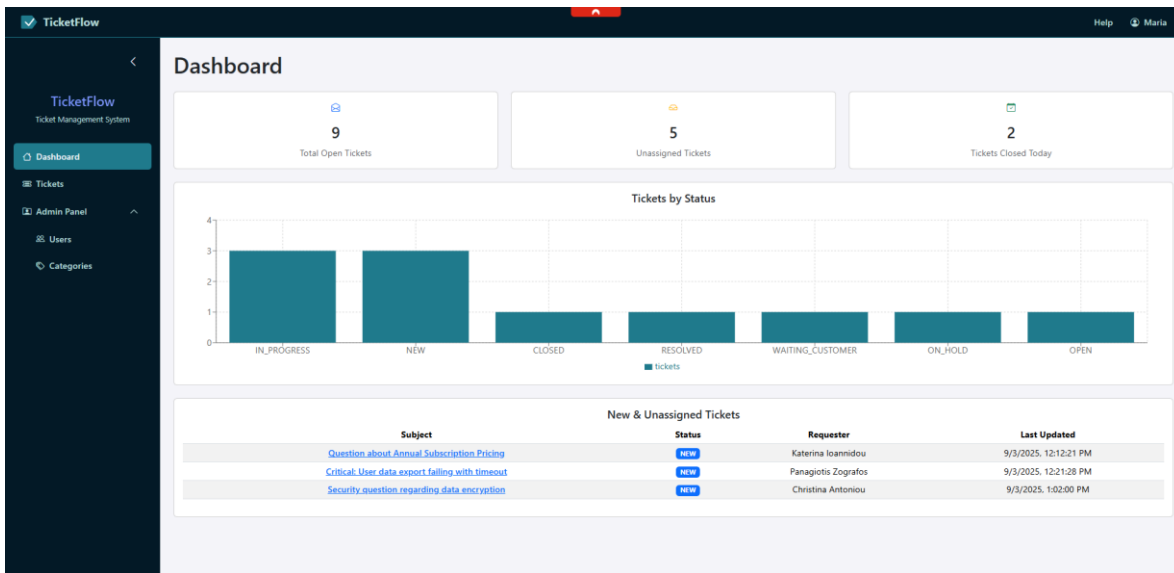 TicketFlow
Help Maria
TicketFlow
Ticket Management System
Dashboard
Tickets
Admin Panel
Users
Categories
Dashboard
9
Total Open Tickets
5
Unassigned Tickets
2
Tickets Closed Today
Tickets by Status
4
3
2
1
0
IN_PROGRESS NEW CLOSED RESOLVED WAITING_CUSTOMER ON_HOLD OPEN
tickets
New & Unassigned Tickets
Subject Status Requester Last Updated
Question about Annual Subscription Pricing NEW Katerina Ioannidou 9/3/2025, 12:12:21 PM
Critical: User data export failing with timeout NEW Panagiotis Zografos 9/3/2025, 12:21:28 PM
Security question regarding data encryption NEW Christina Antoniou 9/3/2025, 1:02:00 PM